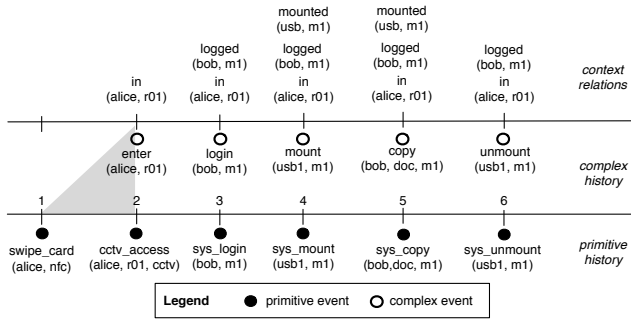 mounted mounted
(usb, m1) (usb, m1)
logged logged logged logged
(bob, m1) (bob, m1) (bob, m1) (bob, m1)
context
relations
in in in in in
(alice, r01) (alice, r01) (alice, r01) (alice, r01) (alice, r01)
enter login mount copy unmount
(alice, r01) (bob, m1) (usb1, m1) (bob, doc, m1) (usb1, m1)
complex
history
1 2 3 4 5 6
swipe_card cctv_access sys_login sys_mount sys_copy sys_unmount
(alice, nfc) (alice, r01, cctv) (bob, m1) (usb1, m1) (bob,doc, m1) (usb1, m1)
primitive
history
Legend primitive event complex event